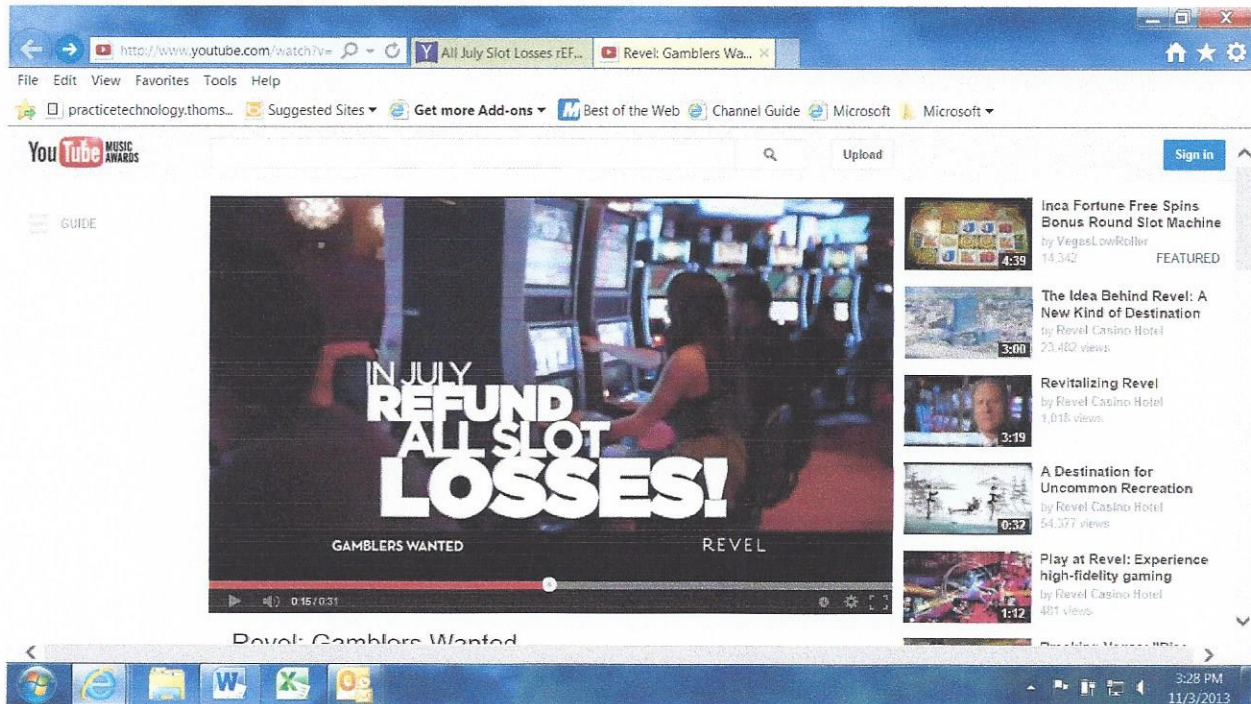 http://www.youtube.com/watch?v=
All July Slot Losses rEF...
Revel: Gamblers Wa...
File Edit View Favorites Tools Help
practicetechnology.thoms...
Suggested Sites
Get more Add-ons
Best of the Web
Channel Guide
Microsoft
Microsoft
You Tube MUSIC AWARDS
Upload
Sign in
GUIDE
IN JULY
REFUND
ALL SLOT
LOSSES!
GAMBLERS WANTED
REVEL
0:15 / 0:31
Revel: Gamblers Wanted
Inca Fortune Free Spins
Bonus Round Slot Machine
by VegasLowRoller
14,342
FEATURED
4:39
The Idea Behind Revel: A
New Kind of Destination
by Revel Casino Hotel
23,482 views
3:00
Revitalizing Revel
by Revel Casino Hotel
1,018 views
3:19
A Destination for
Uncommon Recreation
by Revel Casino Hotel
54,377 views
0:32
Play at Revel: Experience
high-fidelity gaming
by Revel Casino Hotel
481 views
1:12
3:28 PM
11/3/2013